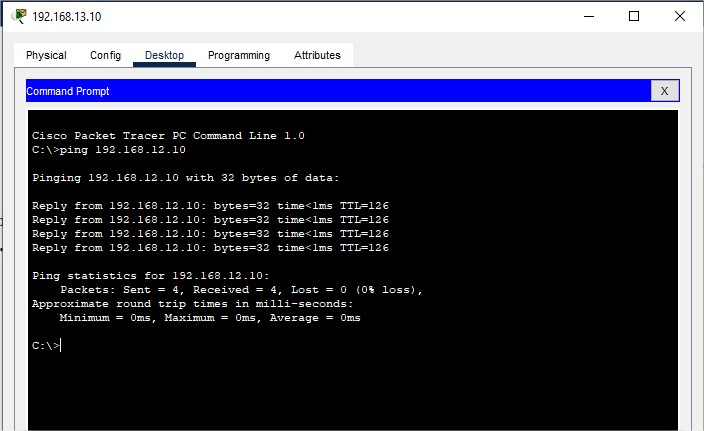 192.168.13.10
Physical Config Desktop Programming Attributes
Command Prompt X
Cisco Packet Tracer PC Command Line 1.0
C:\>ping 192.168.12.10
Pinging 192.168.12.10 with 32 bytes of data:
Reply from 192.168.12.10: bytes=32 time<1ms TTL=126
Reply from 192.168.12.10: bytes=32 time<1ms TTL=126
Reply from 192.168.12.10: bytes=32 time<1ms TTL=126
Reply from 192.168.12.10: bytes=32 time<1ms TTL=126
Ping statistics for 192.168.12.10:
    Packets: Sent = 4, Received = 4, Lost = 0 (0% loss),
Approximate round trip times in milli-seconds:
    Minimum = 0ms, Maximum = 0ms, Average = 0ms
C:\>